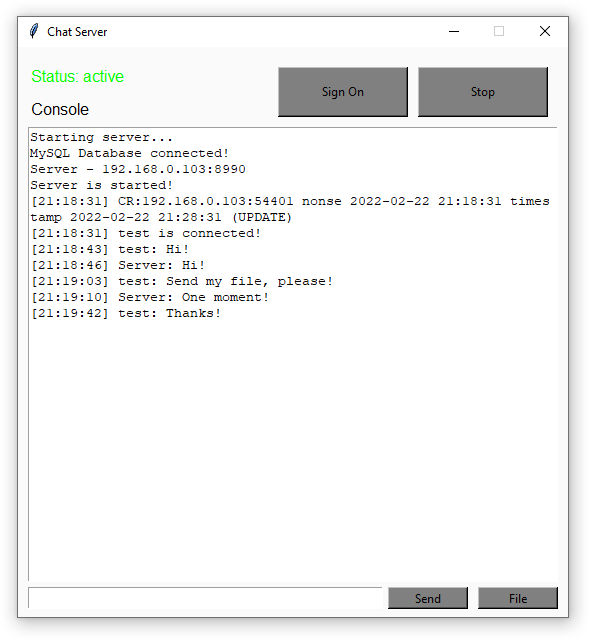 Chat Server
Status: active
Sign On
Stop
Console
Starting server...
MySQL Database connected!
Server - 192.168.0.103:8990
Server is started!
[21:18:31] CR:192.168.0.103:54401 nonse 2022-02-22 21:18:31 times
tamp 2022-02-22 21:28:31 (UPDATE)
[21:18:31] test is connected!
[21:18:43] test: Hi!
[21:18:46] Server: Hi!
[21:19:03] test: Send my file, please!
[21:19:10] Server: One moment!
[21:19:42] test: Thanks!
Send
File